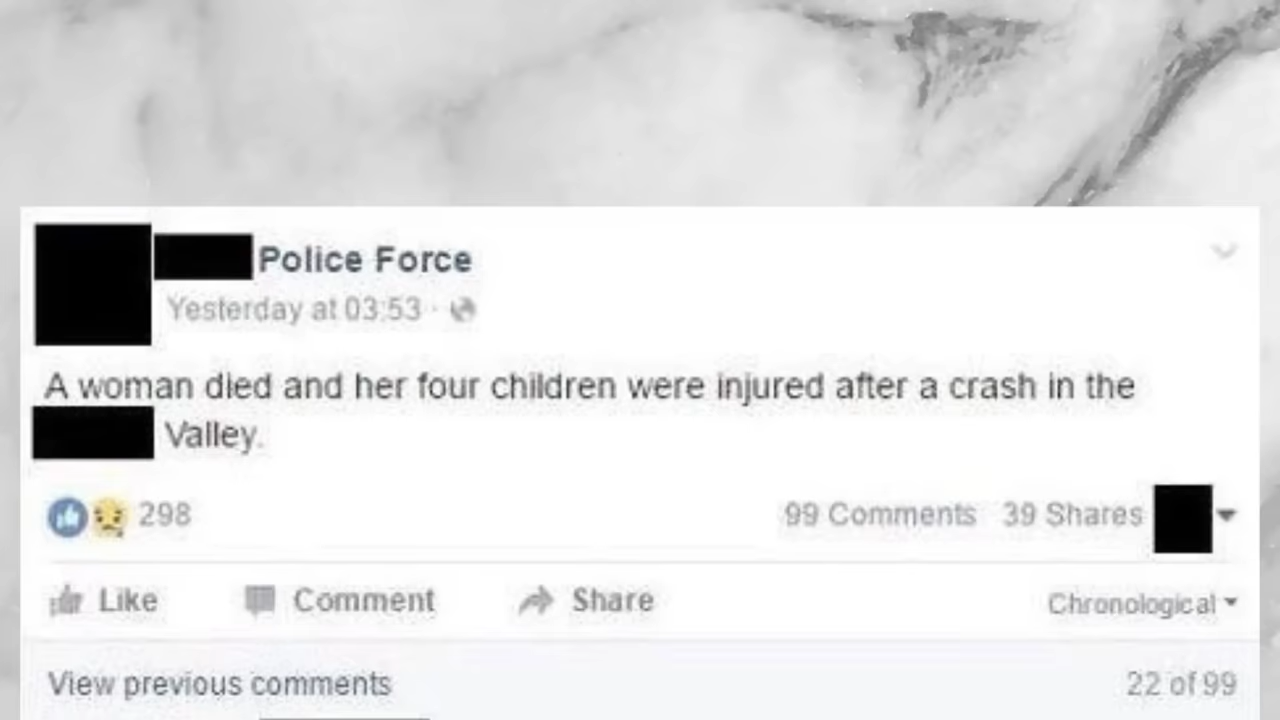 Police Force
Yesterday at 03:53 ·
A woman died and her four children were injured after a crash in the
Valley.
298 99 Comments 39 Shares
Like Comment Share Chronological
View previous comments 22 of 99